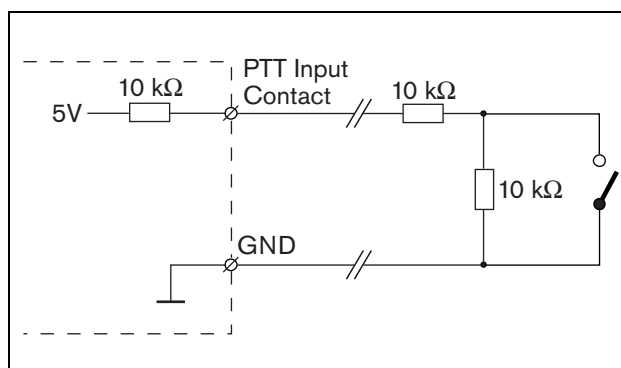 PTT Input
Contact
10 kΩ
10 kΩ
5V
10 kΩ
GND